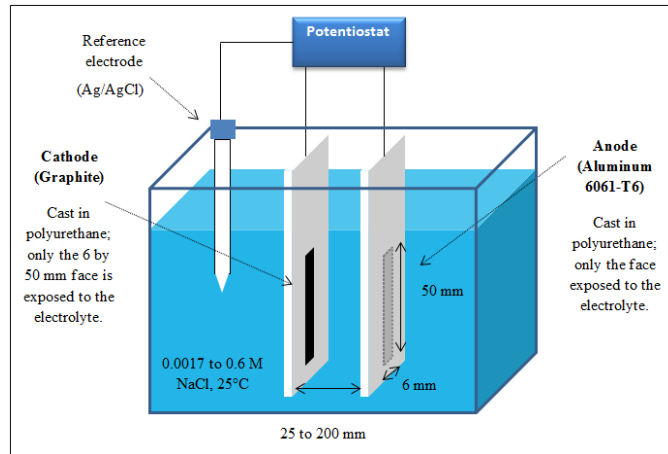 Potentiostat
Reference
electrode
(Ag/AgCl)
Cathode
(Graphite)
Cast in
polyurethane;
only the 6 by
50 mm face is
exposed to the
electrolyte.
Anode
(Aluminum
6061-T6)
Cast in
polyurethane;
only the face
exposed to the
electrolyte.
50 mm
6 mm
0.0017 to 0.6 M
NaCl, 25°C
25 to 200 mm